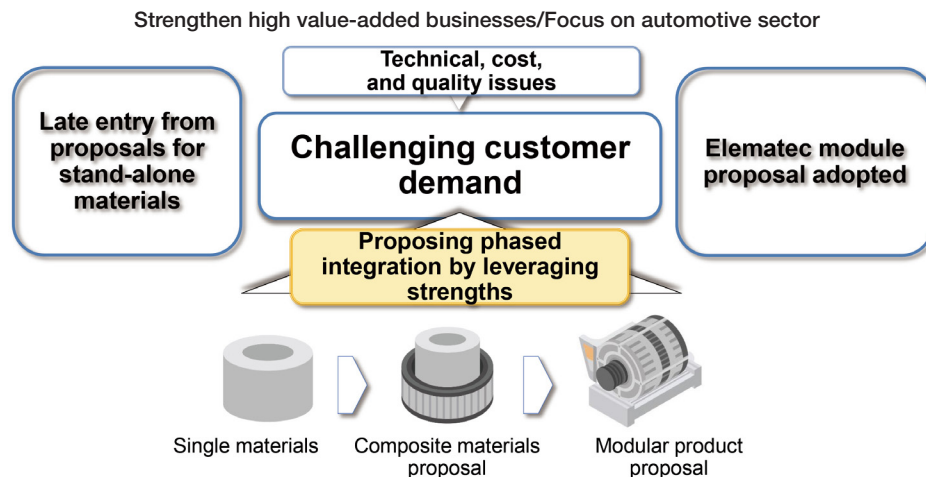 Strengthen high value-added businesses/Focus on automotive sector
Technical, cost,
and quality issues
Late entry from
proposals for
stand-alone
materials
Challenging customer
demand
Elematec module
proposal adopted
Proposing phased
integration by leveraging
strengths
Single materials
Composite materials
proposal
Modular product
proposal